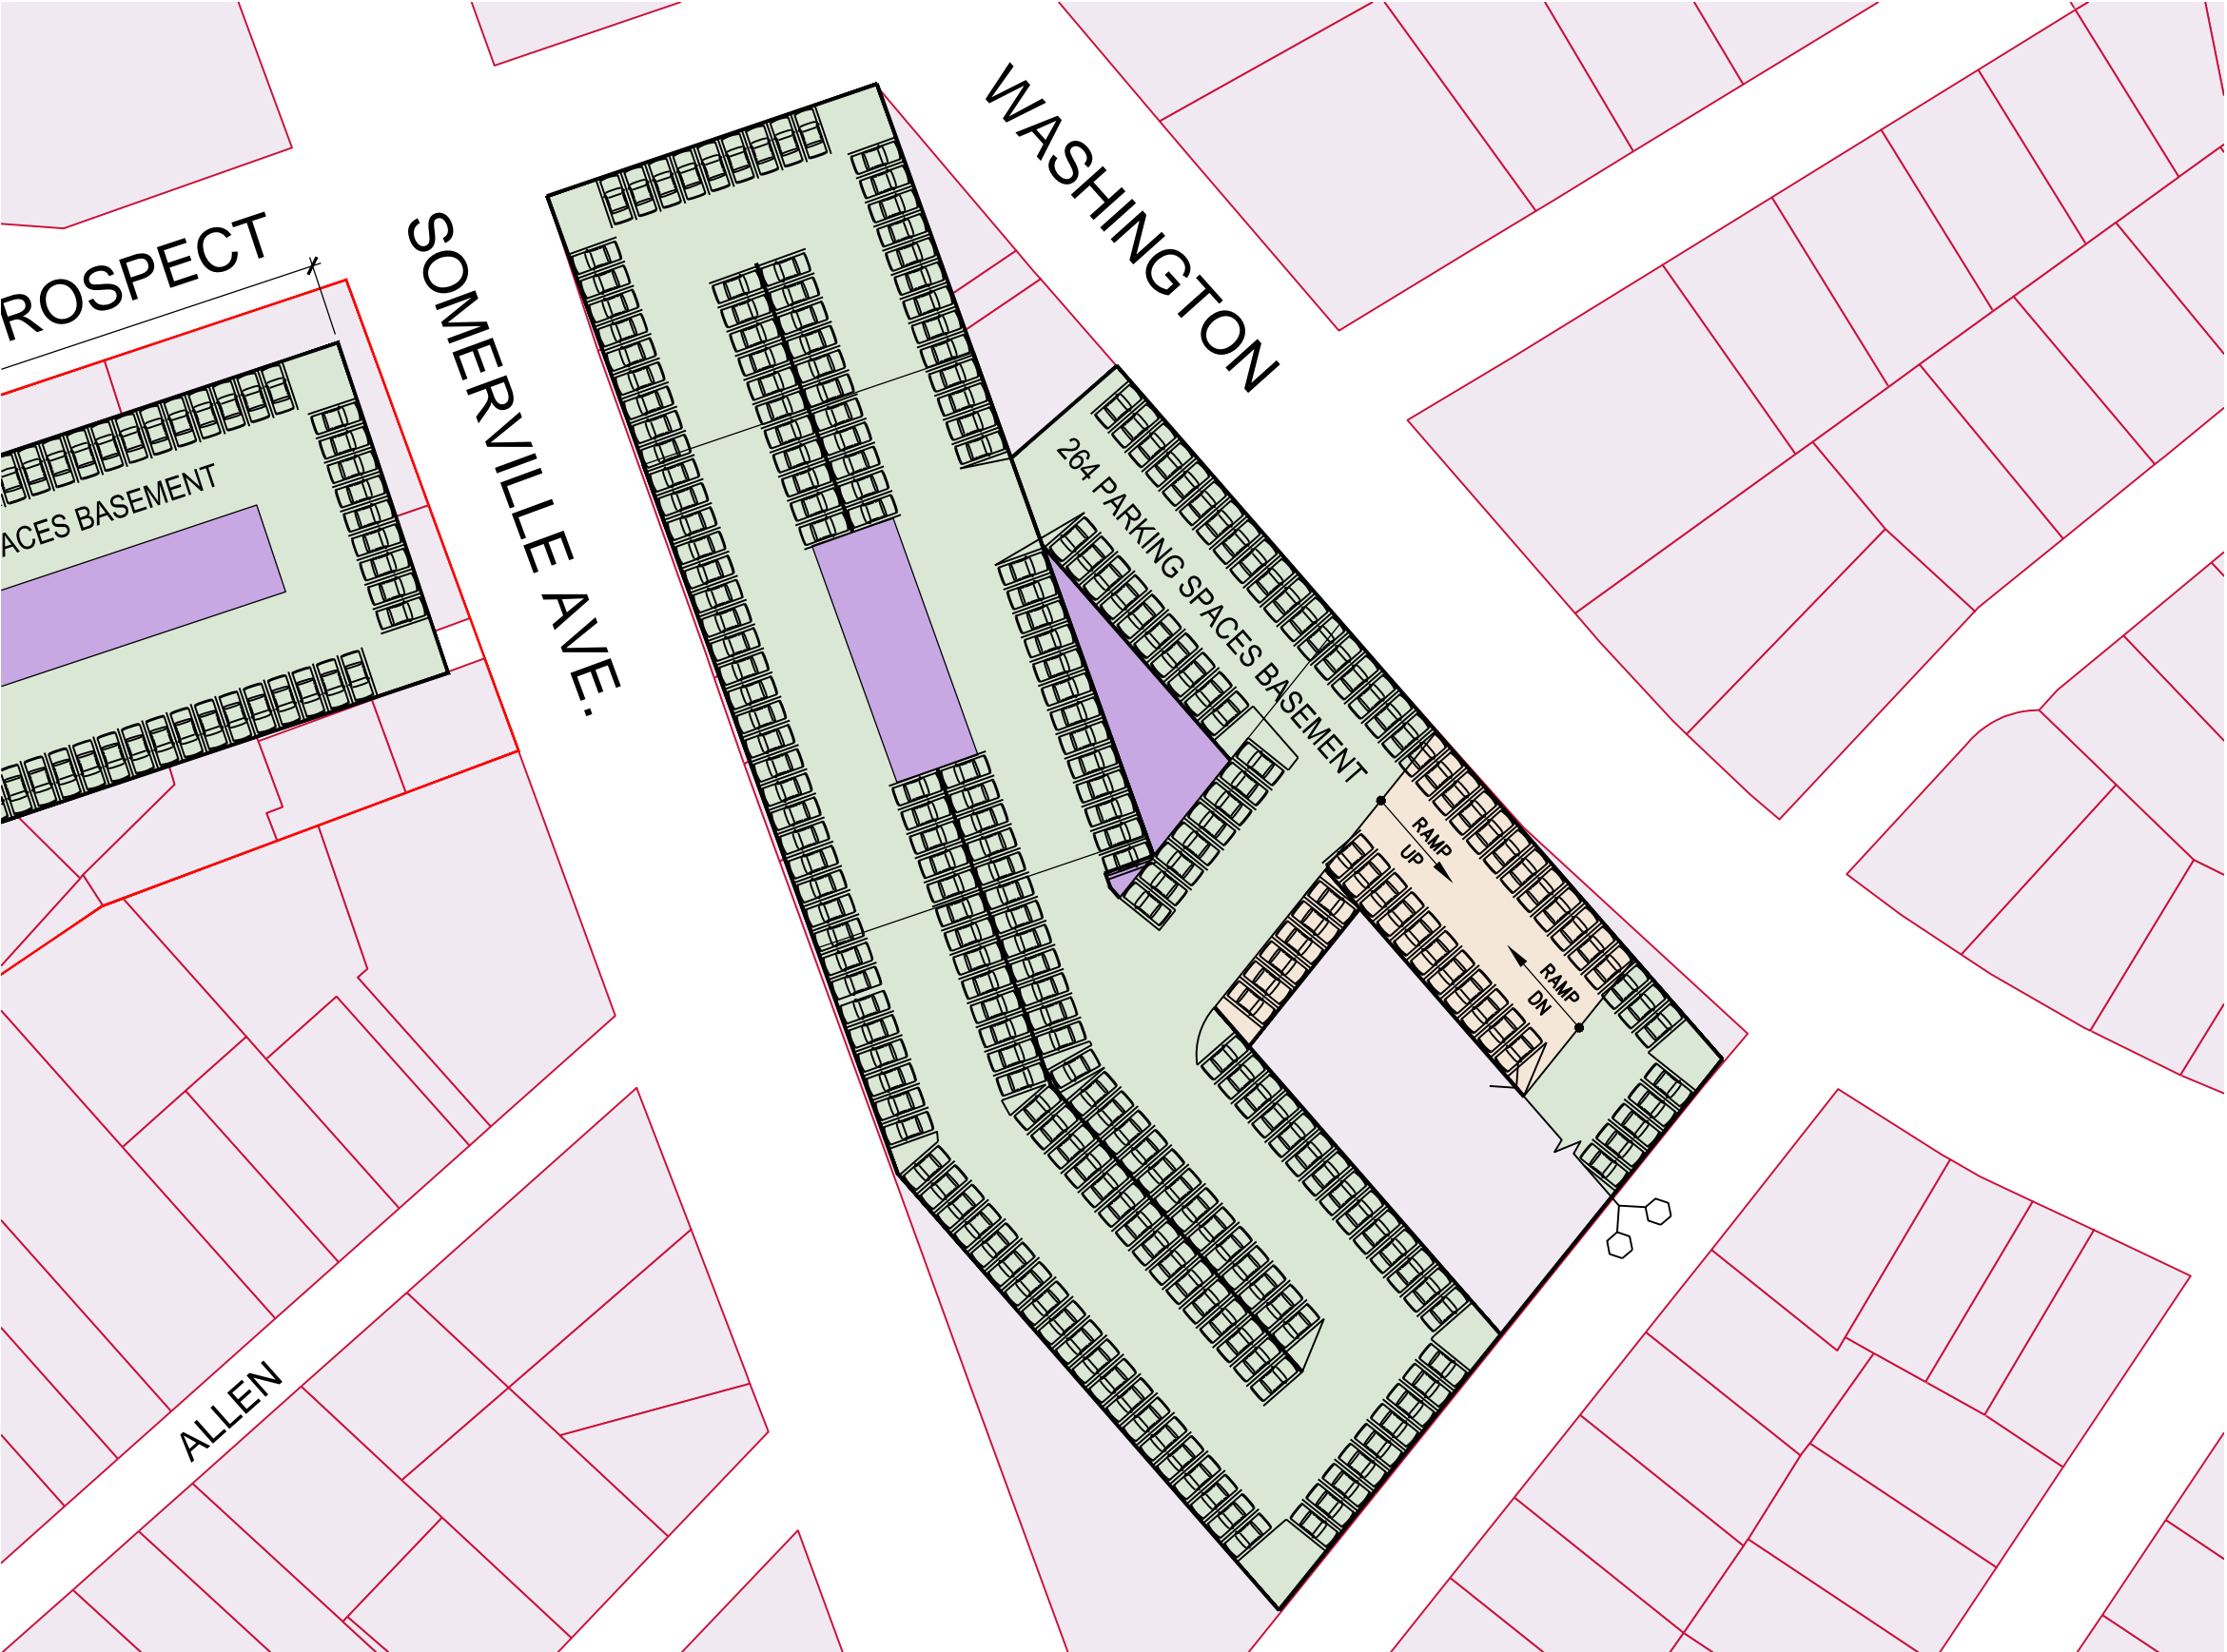 WASHINGTON
ROSPECT
SOMERVILLE AVE.
264 PARKING SPACES BASEMENT
ACES BASEMENT
RAMP
UP
RAMP
DN
ALLEN